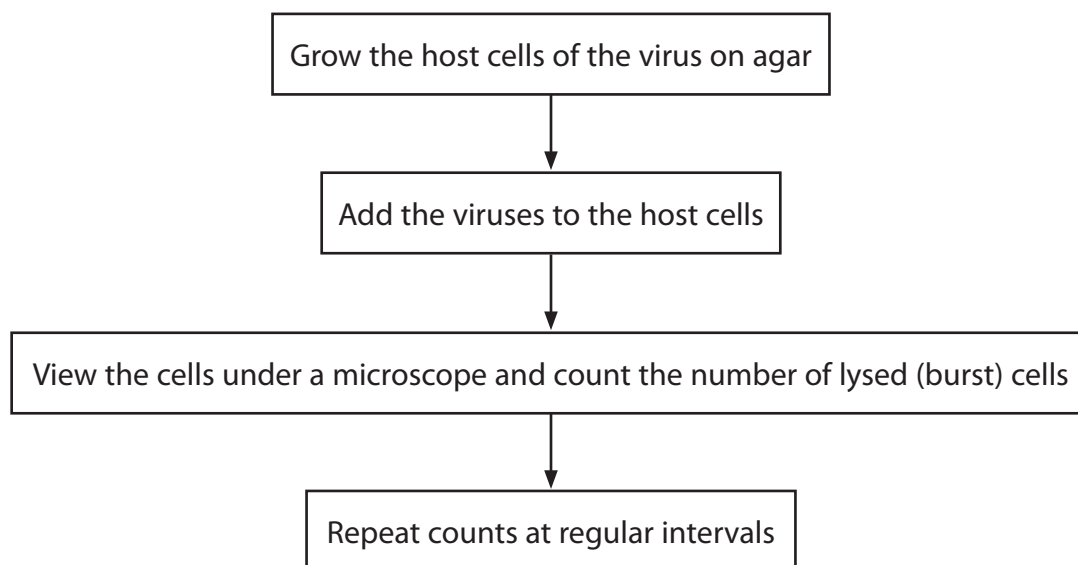 Grow the host cells of the virus on agar
Add the viruses to the host cells
View the cells under a microscope and count the number of lysed (burst) cells
Repeat counts at regular intervals